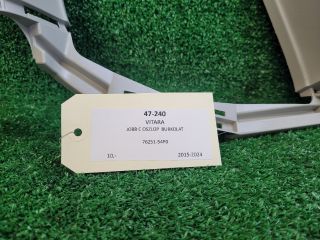 47-240
VITARA
JOBB C OSZLOP BURKOLAT
76251-54P0
10,- 2015-2024